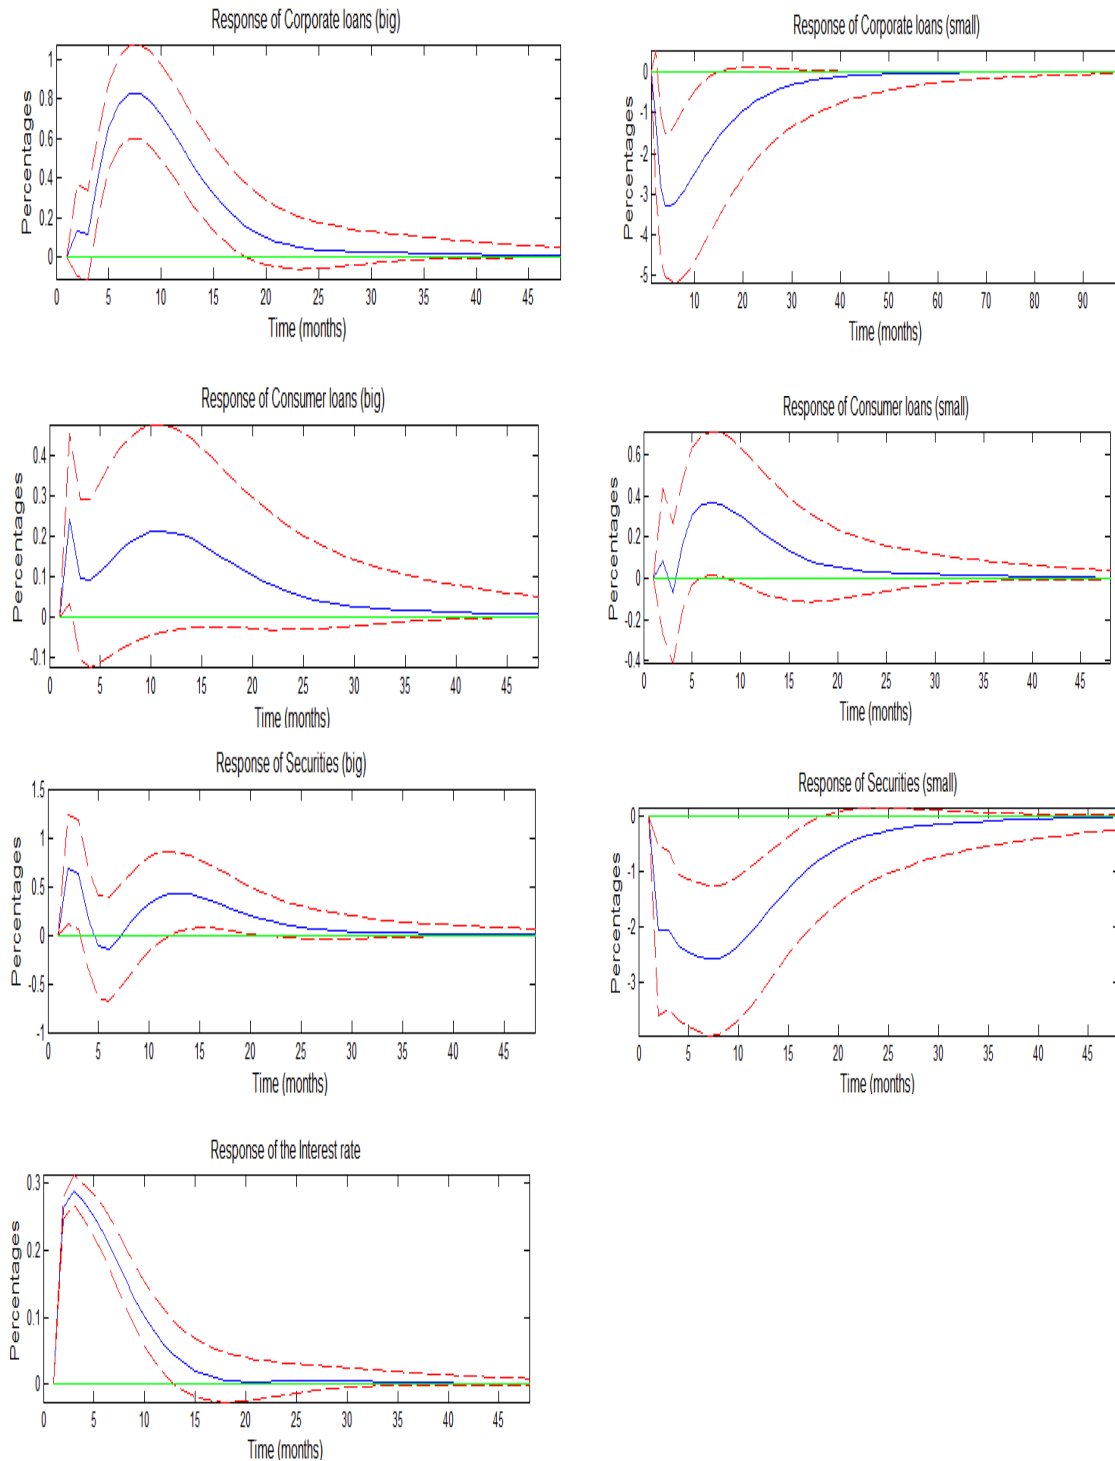 Response of Corporate loans (big)
Percentages
1
0.8
0.6
0.4
0.2
0
0 5 10 15 20 25 30 35 40 45
Time (months)
Response of Corporate loans (small)
Percentages
0
-1
-2
-3
-4
-5
10 20 30 40 50 60 70 80 90
Time (months)
Response of Consumer loans (big)
Percentages
0.4
0.3
0.2
0.1
0
-0.1
0 5 10 15 20 25 30 35 40 45
Time (months)
Response of Consumer loans (small)
Percentages
0.6
0.4
0.2
0
-0.2
-0.4
0 5 10 15 20 25 30 35 40 45
Time (months)
Response of Securities (big)
Percentages
1.5
1
0.5
0
-0.5
-1
0 5 10 15 20 25 30 35 40 45
Time (months)
Response of Securities (small)
Percentages
0
-1
-2
-3
0 5 10 15 20 25 30 35 40 45
Time (months)
Response of the Interest rate
Percentages
0.3
0.2
0.1
0
0 5 10 15 20 25 30 35 40 45
Time (months)